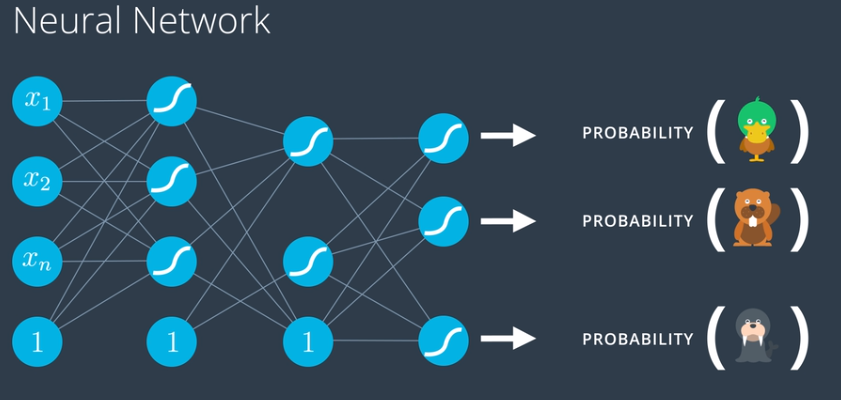 Neural Network
x1
x2
xn
1
1
1
PROBABILITY ( )
PROBABILITY ( )
PROBABILITY ( )